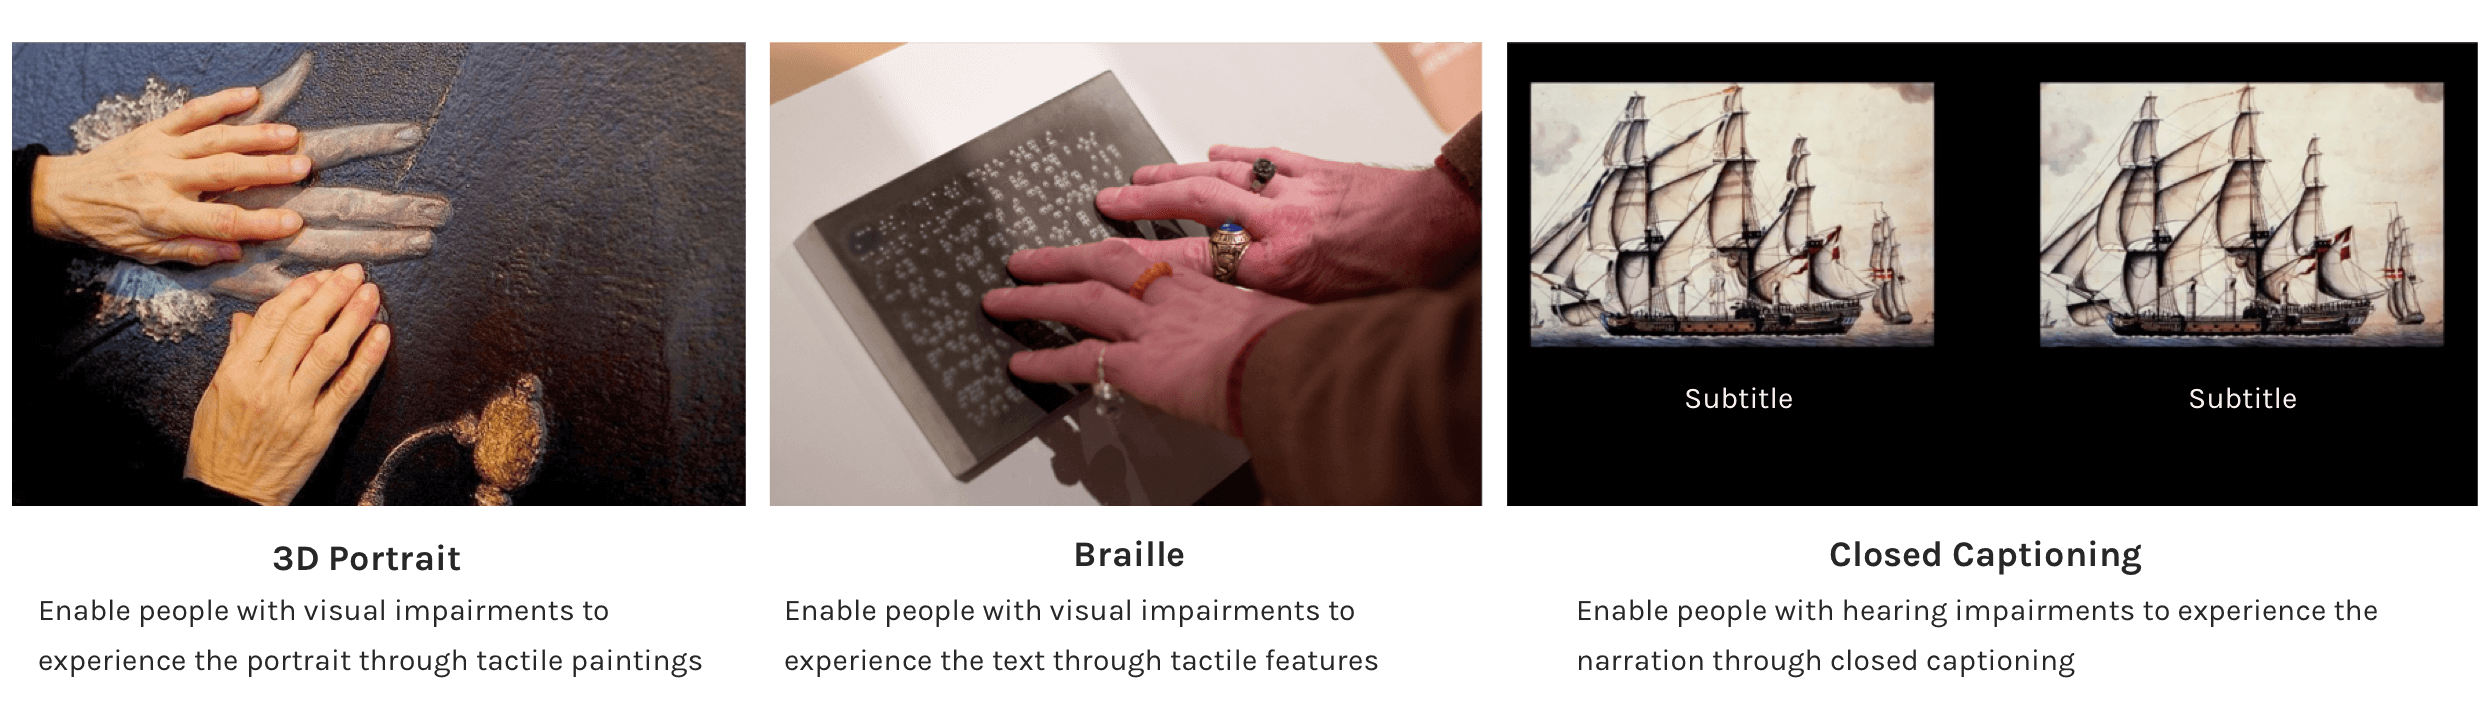 Subtitle
Subtitle
3D Portrait
Enable people with visual impairments to
experience the portrait through tactile paintings
Braille
Enable people with visual impairments to
experience the text through tactile features
Closed Captioning
Enable people with hearing impairments to experience the
narration through closed captioning